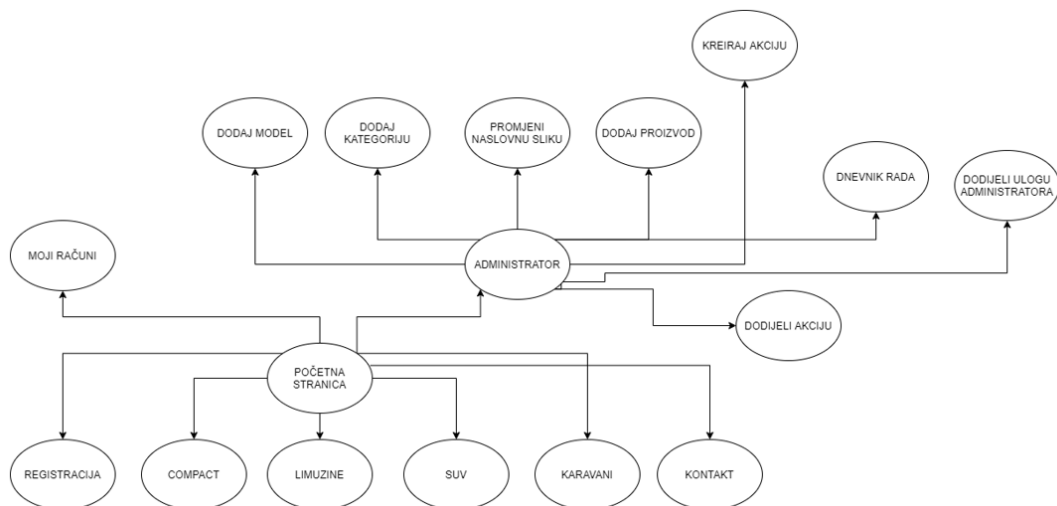 KREIRAJ AKCIJU
DODAJ MODEL
DODAJ
KATEGORIJU
PROMJENI
NASLOVNU SLIKU
DODAJ PROIZVOD
DNEVNIK RADA
DODIJELI ULOGU
ADMINISTRATORA
MOJI RAČUNI
ADMINISTRATOR
DODIJELI AKCIJU
POČETNA
STRANICA
REGISTRACIJA
COMPACT
LIMUZINE
SUV
KARAVANI
KONTAKT